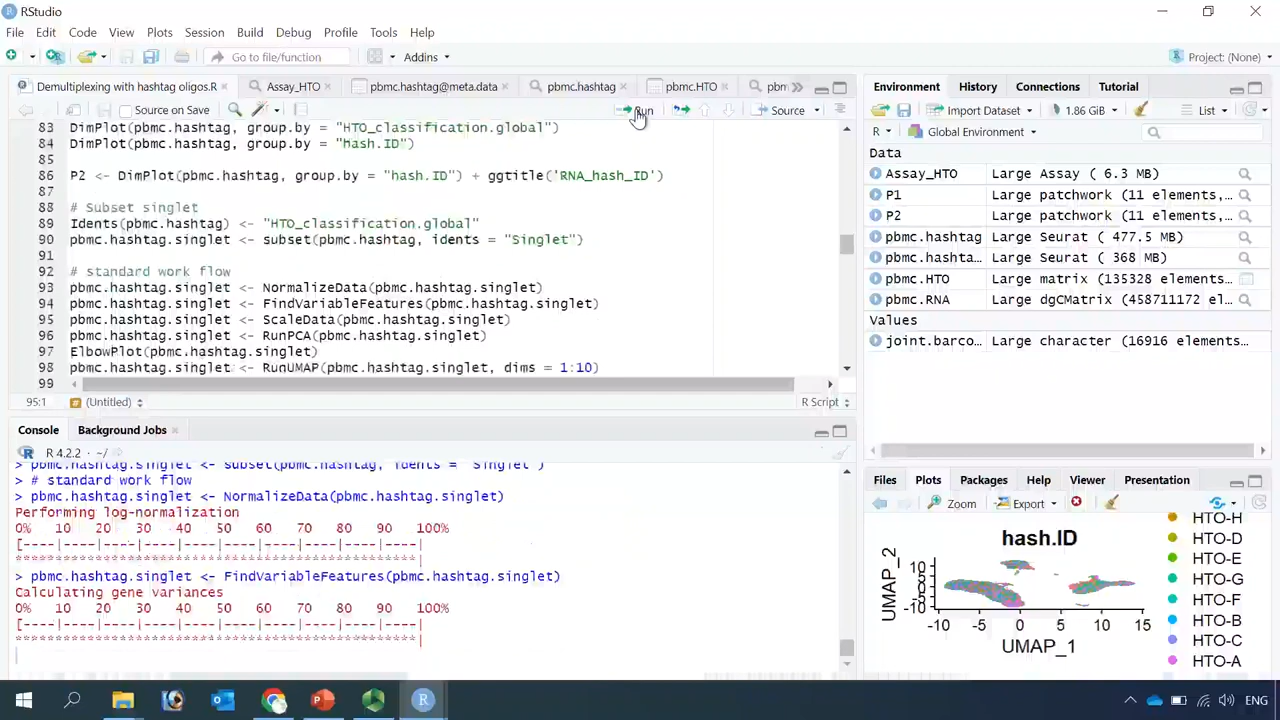 RStudio
File Edit Code View Plots Session Build Debug Profile Tools Help
Go to file/function Addins Project: (None)
Demultiplexing with hashtag oligos.R Assay_HTO pbmc.hashtag@meta.data pbmc.hashtag pbmc.HTO pbm
Source on Save Run Source
83 DimPlot(pbmc.hashtag, group.by = "HTO_classification.global")
84 DimPlot(pbmc.hashtag, group.by = "hash.ID")
85
86 P2 <- DimPlot(pbmc.hashtag, group.by = "hash.ID") + ggtitle('RNA_hash_ID')
87
88 # Subset singlet
89 Idents(pbmc.hashtag) <- "HTO_classification.global"
90 pbmc.hashtag.singlet <- subset(pbmc.hashtag, idents = "Singlet")
91
92 # standard work flow
93 pbmc.hashtag.singlet <- NormalizeData(pbmc.hashtag.singlet)
94 pbmc.hashtag.singlet <- FindVariableFeatures(pbmc.hashtag.singlet)
95 pbmc.hashtag.singlet <- ScaleData(pbmc.hashtag.singlet)
96 pbmc.hashtag.singlet <- RunPCA(pbmc.hashtag.singlet)
97 ElbowPlot(pbmc.hashtag.singlet)
98 pbmc.hashtag.singlet <- RunUMAP(pbmc.hashtag.singlet, dims = 1:10)
99
95:1 (Untitled) R Script
Console Background Jobs
R 4.2.2 · ~/
> pbmc.hashtag.singlet <- subset(pbmc.hashtag, idents = "Singlet")
> # standard work flow
> pbmc.hashtag.singlet <- NormalizeData(pbmc.hashtag.singlet)
Performing log-normalization
0% 10 20 30 40 50 60 70 80 90 100%
[----|----|----|----|----|----|----|----|----|----|
**************************************************|
> pbmc.hashtag.singlet <- FindVariableFeatures(pbmc.hashtag.singlet)
Calculating gene variances
0% 10 20 30 40 50 60 70 80 90 100%
[----|----|----|----|----|----|----|----|----|----|
**************************************************|
Environment History Connections Tutorial
Import Dataset 1.86 GiB List
R Global Environment
Data
Assay_HTO Large Assay ( 6.3 MB)
P1 Large patchwork (11 elements,…
P2 Large patchwork (11 elements,…
pbmc.hashtag Large Seurat ( 477.5 MB)
pbmc.hashta… Large Seurat ( 368 MB)
pbmc.HTO Large matrix (135328 elements…
pbmc.RNA Large dgCMatrix (458711172 el…
Values
joint.barco… Large character (16916 elements…
Files Plots Packages Help Viewer Presentation
Zoom Export
hash.ID
UMAP_2
10
5
0
-5
-10
-10 -5 0 5 10 15
UMAP_1
HTO-H
HTO-D
HTO-E
HTO-G
HTO-F
HTO-B
HTO-C
HTO-A
ENG